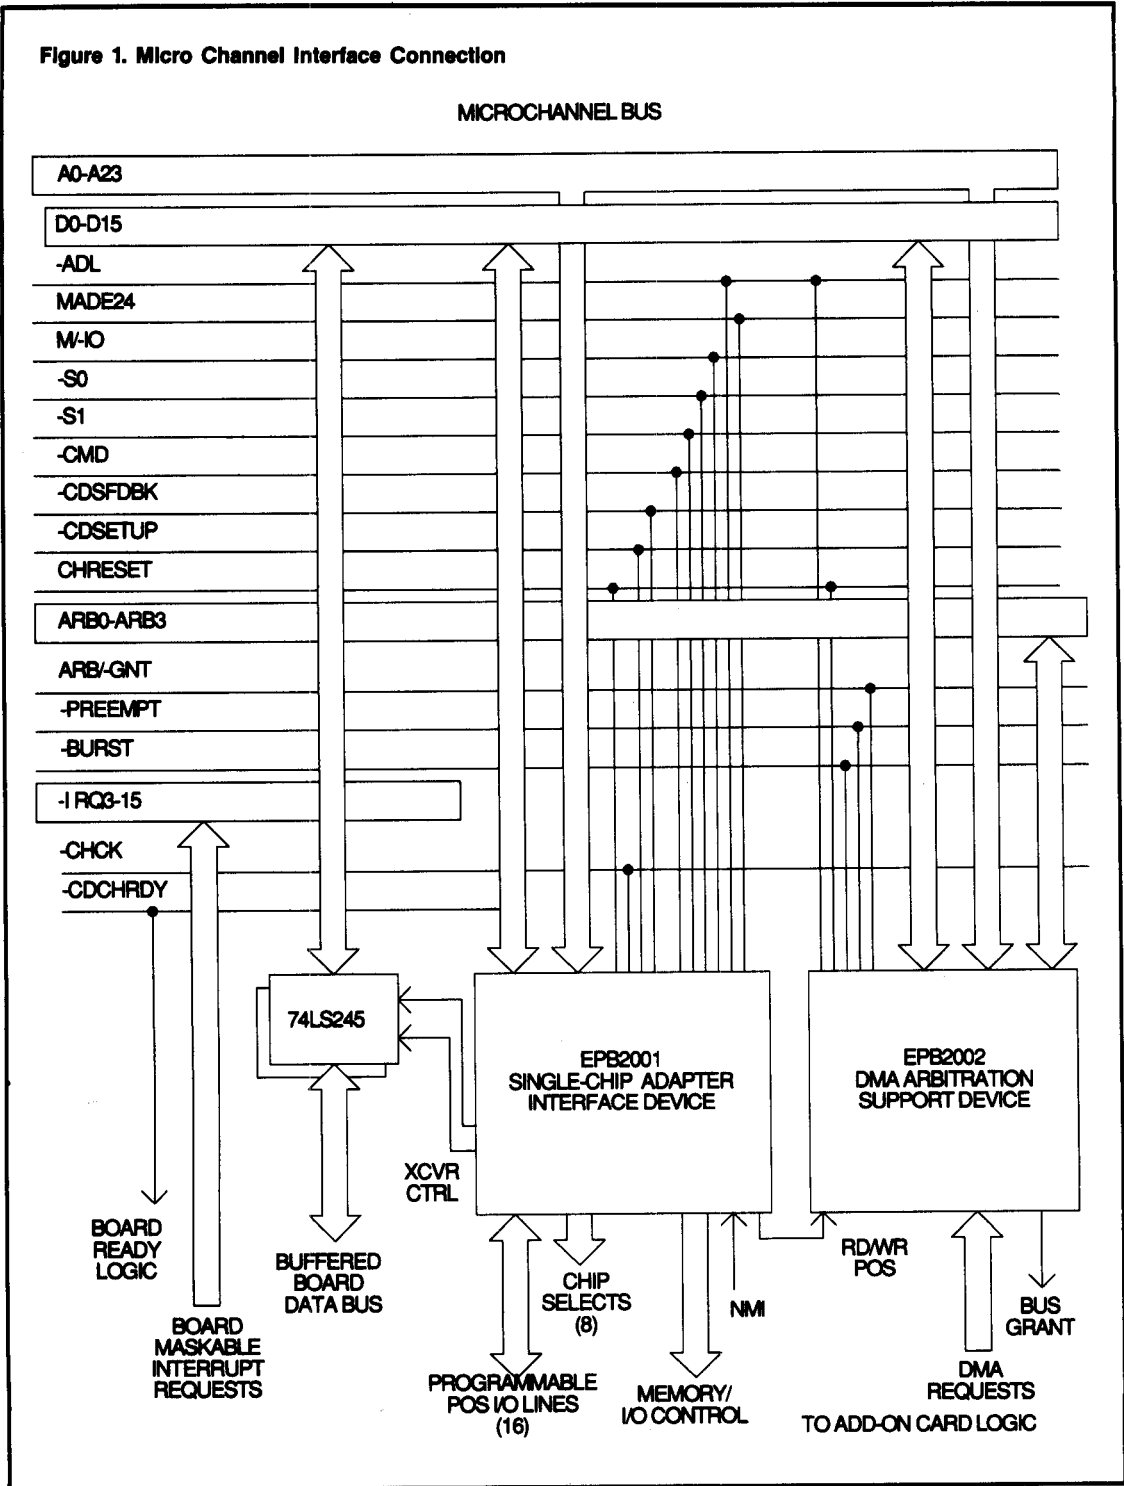 Figure 1. Micro Channel Interface Connection
MICROCHANNEL BUS
A0-A23
D0-D15
-ADL
MADE24
M/-IO
-S0
-S1
-CMD
-CDSFDBK
-CDSETUP
CHRESET
ARB0-ARB3
ARB/-GNT
-PREEMPT
-BURST
-I RQ3-15
-CHCK
-CDCHRDY
74LS245
EPB2001
SINGLE-CHIP ADAPTER
INTERFACE DEVICE
EPB2002
DMA ARBITRATION
SUPPORT DEVICE
XCVR
CTRL
BOARD
READY
LOGIC
BUFFERED
BOARD
DATA BUS
CHIP
SELECTS
(8)
NMI
RD/WR
POS
BUS
GRANT
BOARD
MASKABLE
INTERRUPT
REQUESTS
PROGRAMMABLE
POS I/O LINES
(16)
MEMORY/
I/O CONTROL
DMA
REQUESTS
TO ADD-ON CARD LOGIC